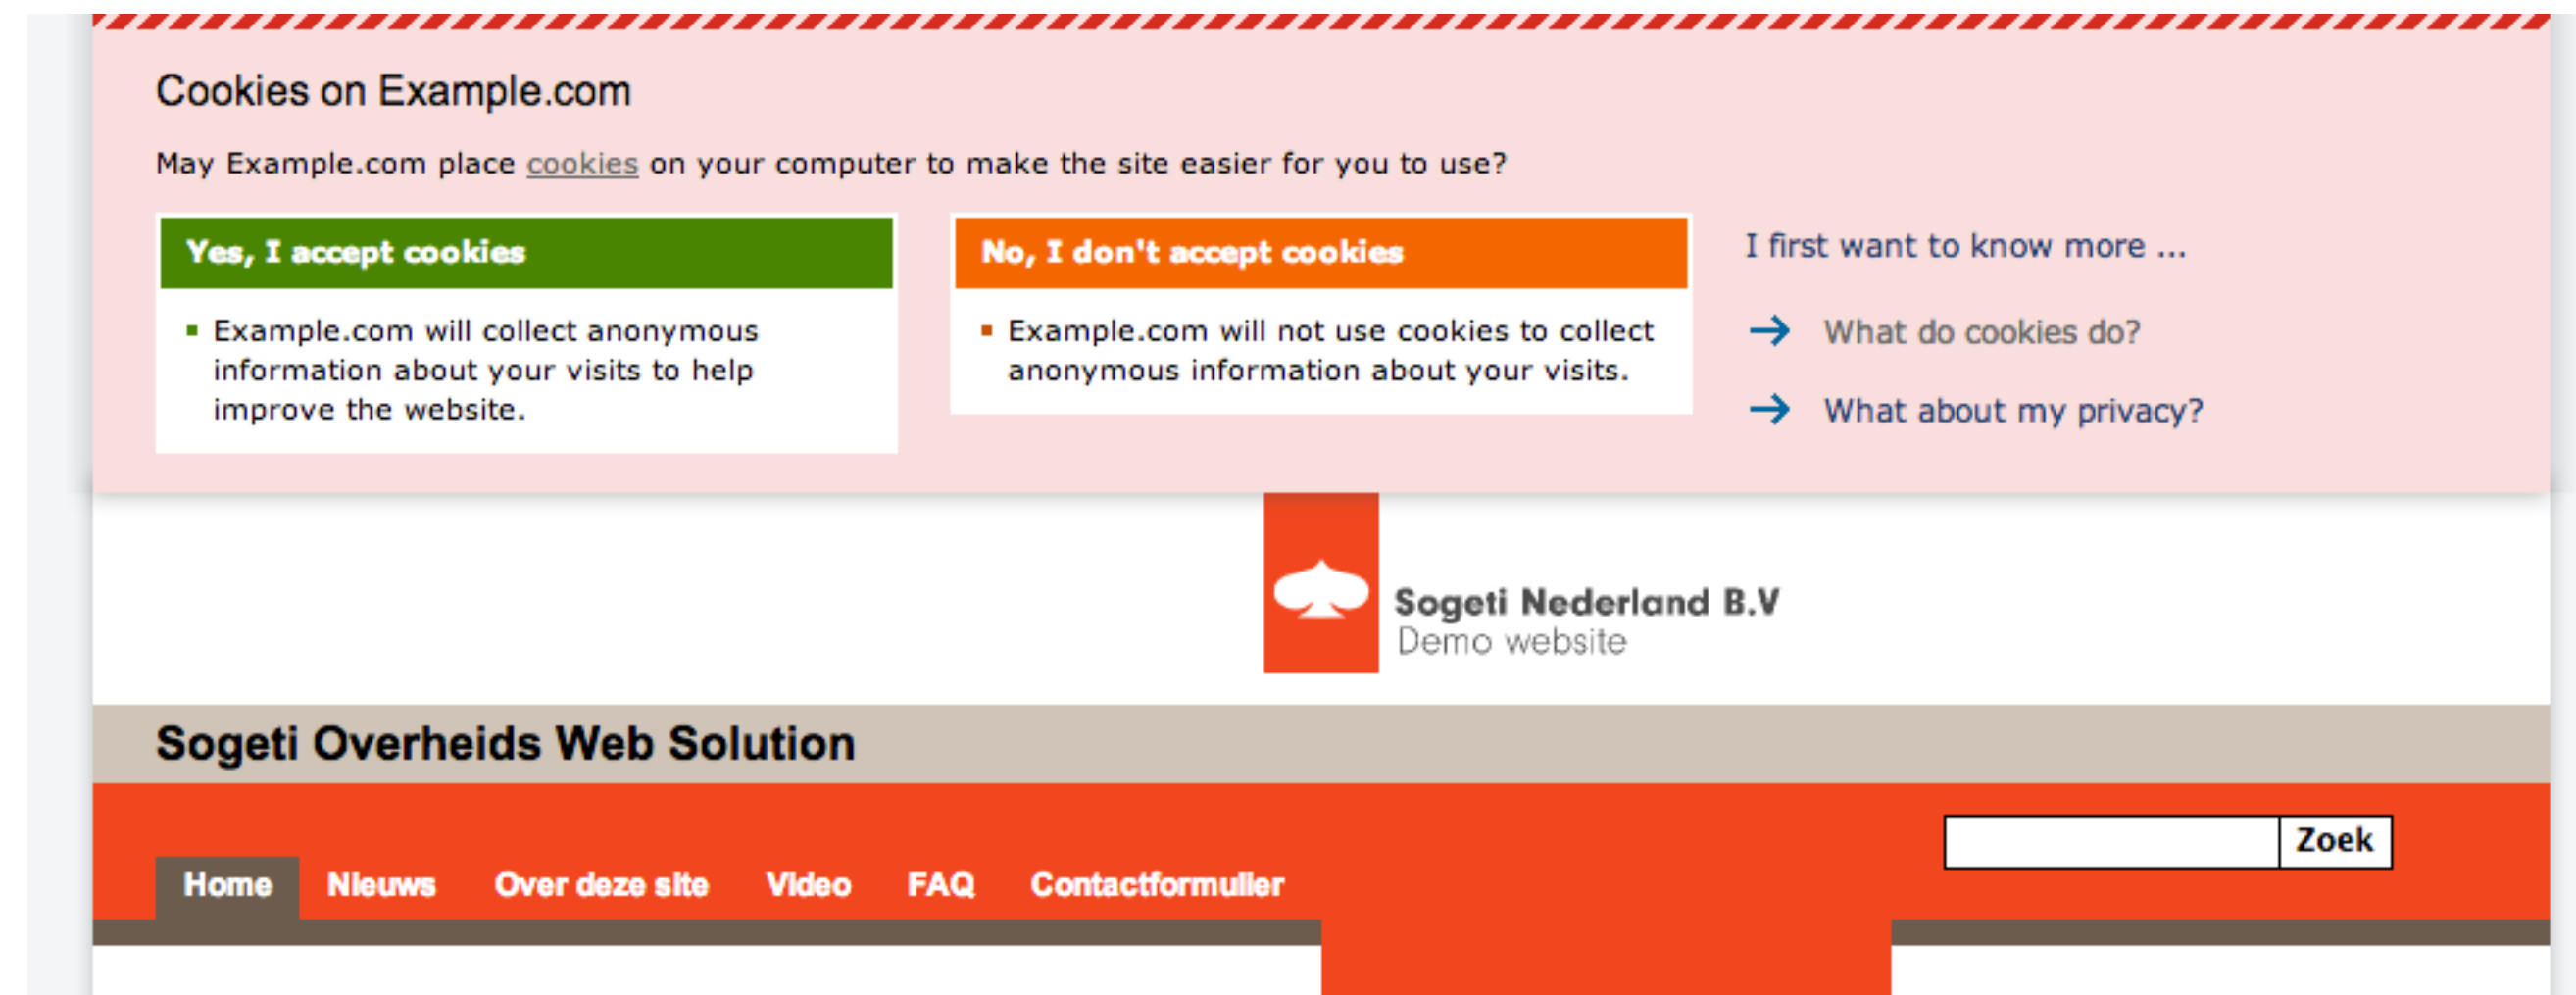 Cookies on Example.com
May Example.com place cookies on your computer to make the site easier for you to use?
Yes, I accept cookies
Example.com will collect anonymous
information about your visits to help
improve the website.
No, I don't accept cookies
Example.com will not use cookies to collect
anonymous information about your visits.
I first want to know more ...
What do cookies do?
What about my privacy?
Sogeti Nederland B.V
Demo website
Sogeti Overheids Web Solution
Zoek
Home Nieuws Over deze site Video FAQ Contactformulier